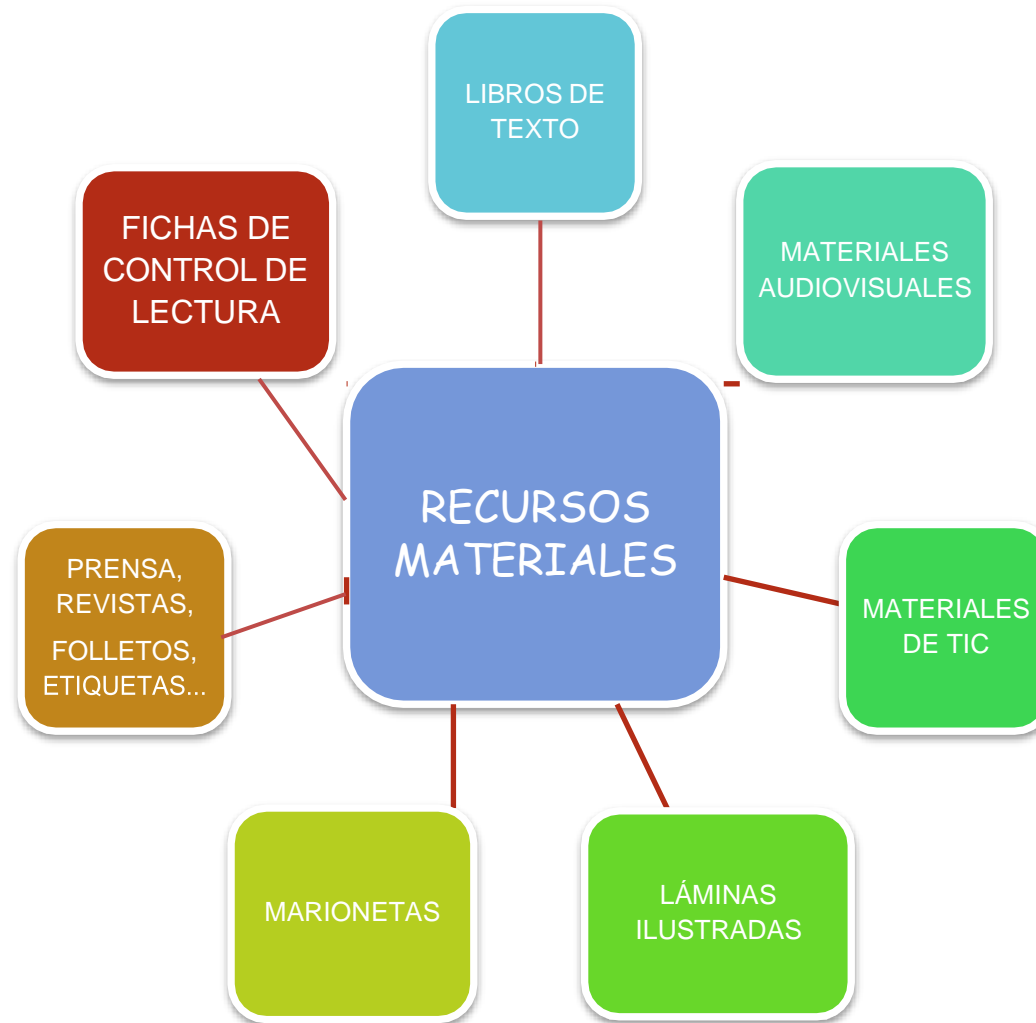 LIBROS DE
TEXTO
FICHAS DE
CONTROL DE
LECTURA
MATERIALES
AUDIOVISUALES
RECURSOS
MATERIALES
PRENSA,
REVISTAS,
FOLLETOS,
ETIQUETAS...
MATERIALES
DE TIC
MARIONETAS
LÁMINAS
ILUSTRADAS